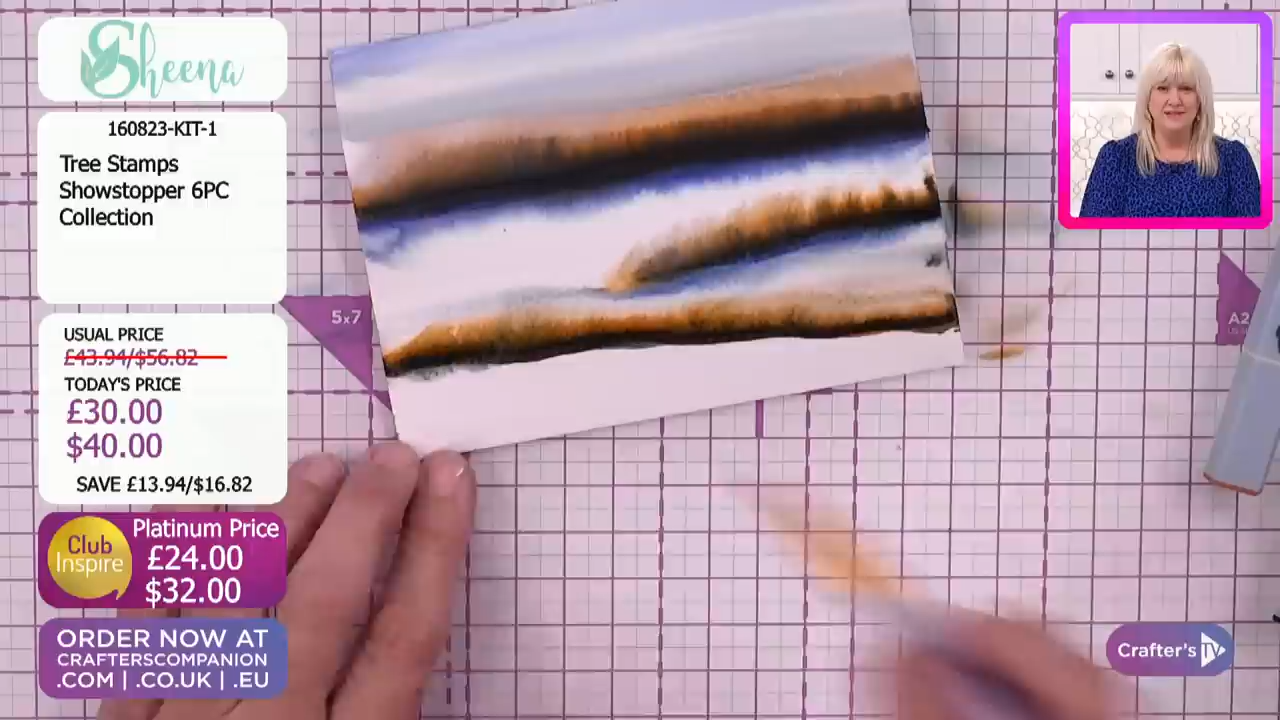 Sheena
160823-KIT-1
Tree Stamps
Showstopper 6PC
Collection
USUAL PRICE
£43.94/$56.82
TODAY'S PRICE
£30.00
$40.00
SAVE £13.94/$16.82
Club
Inspire
Platinum Price
£24.00
$32.00
ORDER NOW AT
CRAFTERSCOMPANION
.COM | .CO.UK | .EU
5x7
A2
Crafter's TV